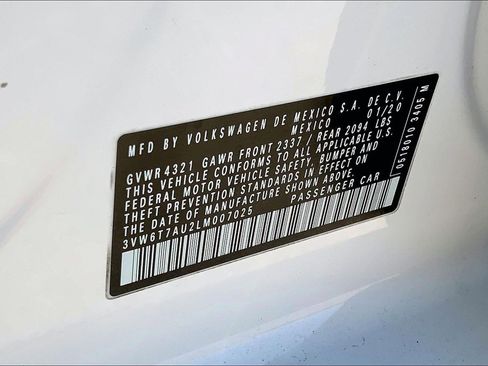 MFD BY VOLKSWAGEN DE MEXICO S.A. DE C.V.
MEXICO 01/20
GVWR 4321 GAWR FRONT 2337 / REAR 2094 LBS
THIS VEHICLE CONFORMS TO ALL APPLICABLE U.S.
FEDERAL MOTOR VEHICLE SAFETY, BUMPER AND
THEFT PREVENTION STANDARDS IN EFFECT ON
THE DATE OF MANUFACTURE SHOWN ABOVE.
3VW6T7AU2LM007025 PASSENGER CAR
0518010 3405 M